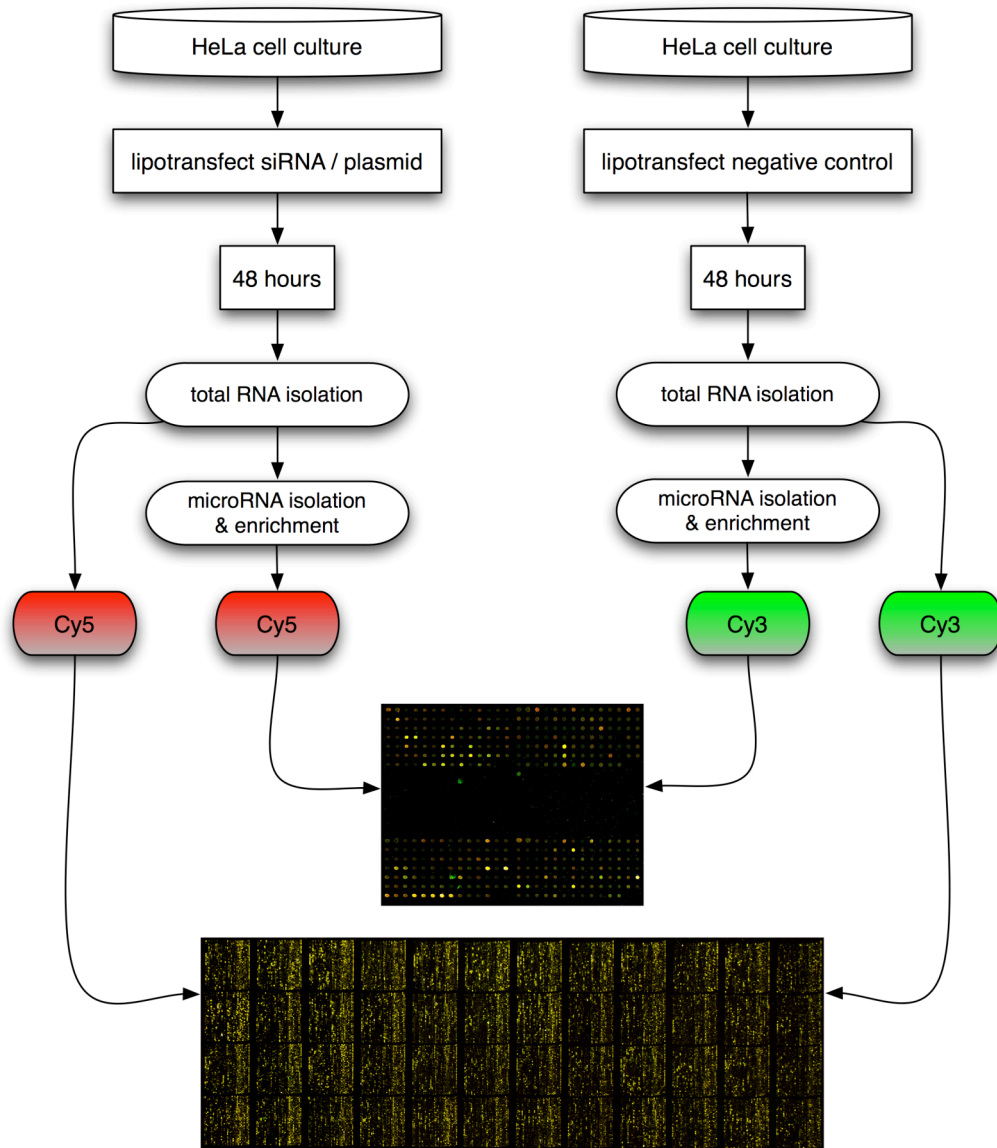 HeLa cell culture
HeLa cell culture
lipotransfect siRNA / plasmid
lipotransfect negative control
48 hours
48 hours
total RNA isolation
total RNA isolation
microRNA isolation
& enrichment
microRNA isolation
& enrichment
Cy5
Cy5
Cy3
Cy3